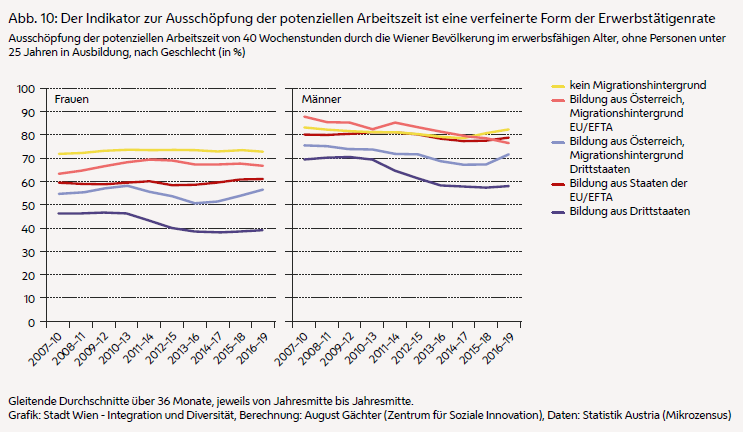 Abb. 10: Der Indikator zur Ausschöpfung der potenziellen Arbeitszeit ist eine verfeinerte Form der Erwerbstätigenrate
Ausschöpfung der potenziellen Arbeitszeit von 40 Wochenstunden durch die Wiener Bevölkerung im erwerbsfähigen Alter, ohne Personen unter
25 Jahren in Ausbildung, nach Geschlecht (in %)
100
90
80
70
60
50
40
30
20
10
0
Frauen
2007–10
2008–11
2009–12
2010–13
2011–14
2012–15
2013–16
2014–17
2015–18
2016–19
Männer
2007–10
2008–11
2009–12
2010–13
2011–14
2012–15
2013–16
2014–17
2015–18
2016–19
kein Migrationshintergrund
Bildung aus Österreich,
Migrationshintergrund
EU/EFTA
Bildung aus Österreich,
Migrationshintergrund
Drittstaaten
Bildung aus Staaten der
EU/EFTA
Bildung aus Drittstaaten
Gleitende Durchschnitte über 36 Monate, jeweils von Jahresmitte bis Jahresmitte.
Grafik: Stadt Wien - Integration und Diversität, Berechnung: August Gächter (Zentrum für Soziale Innovation), Daten: Statistik Austria (Mikrozensus)